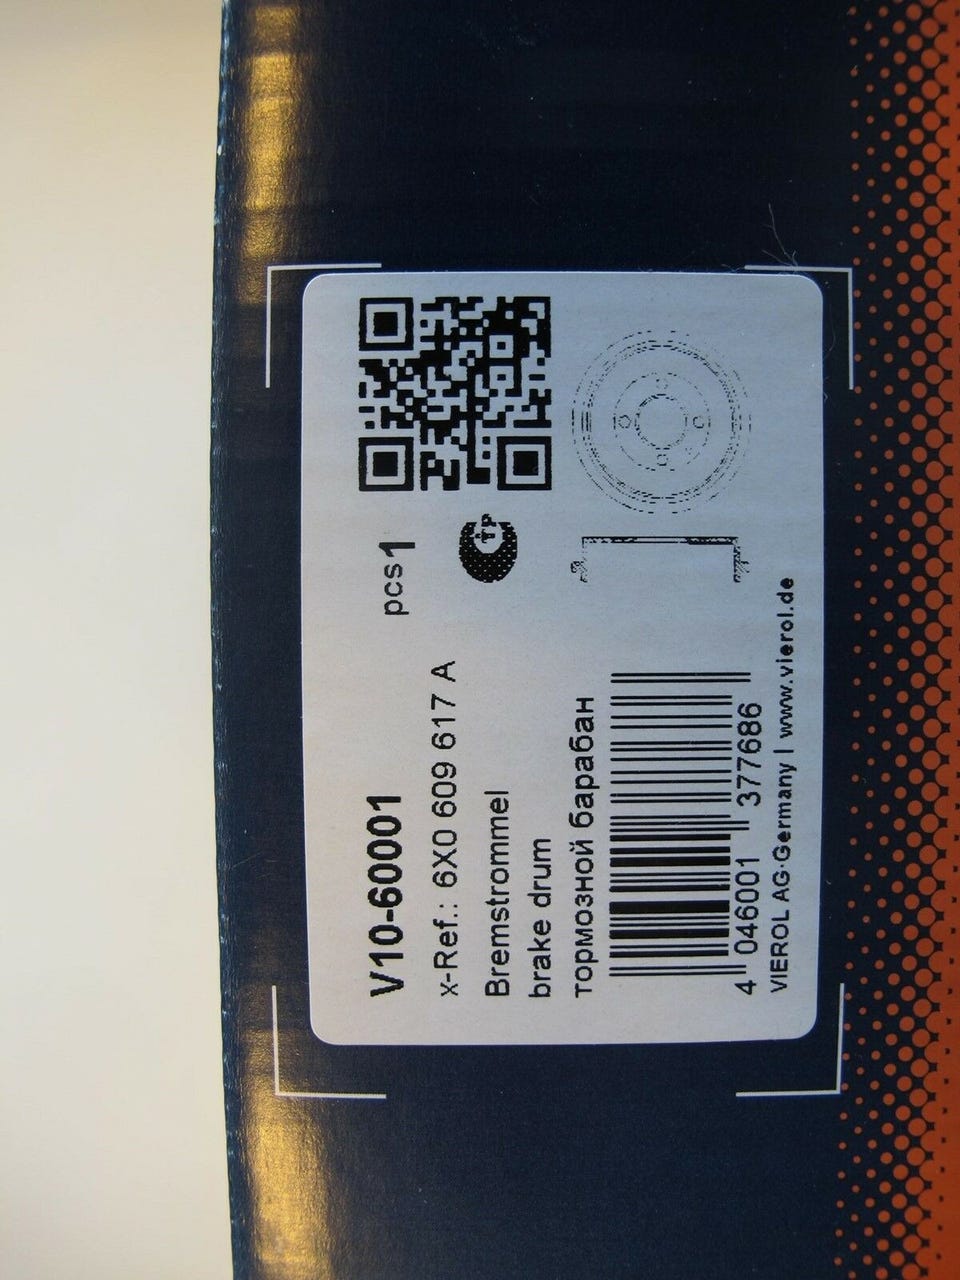 V10-60001
pcs1
x-Ref.: 6X0 609 617 A
Bremstrommel
brake drum
тормозной барабан
4 046001 377686
VIEROL AG·Germany | www.vierol.de